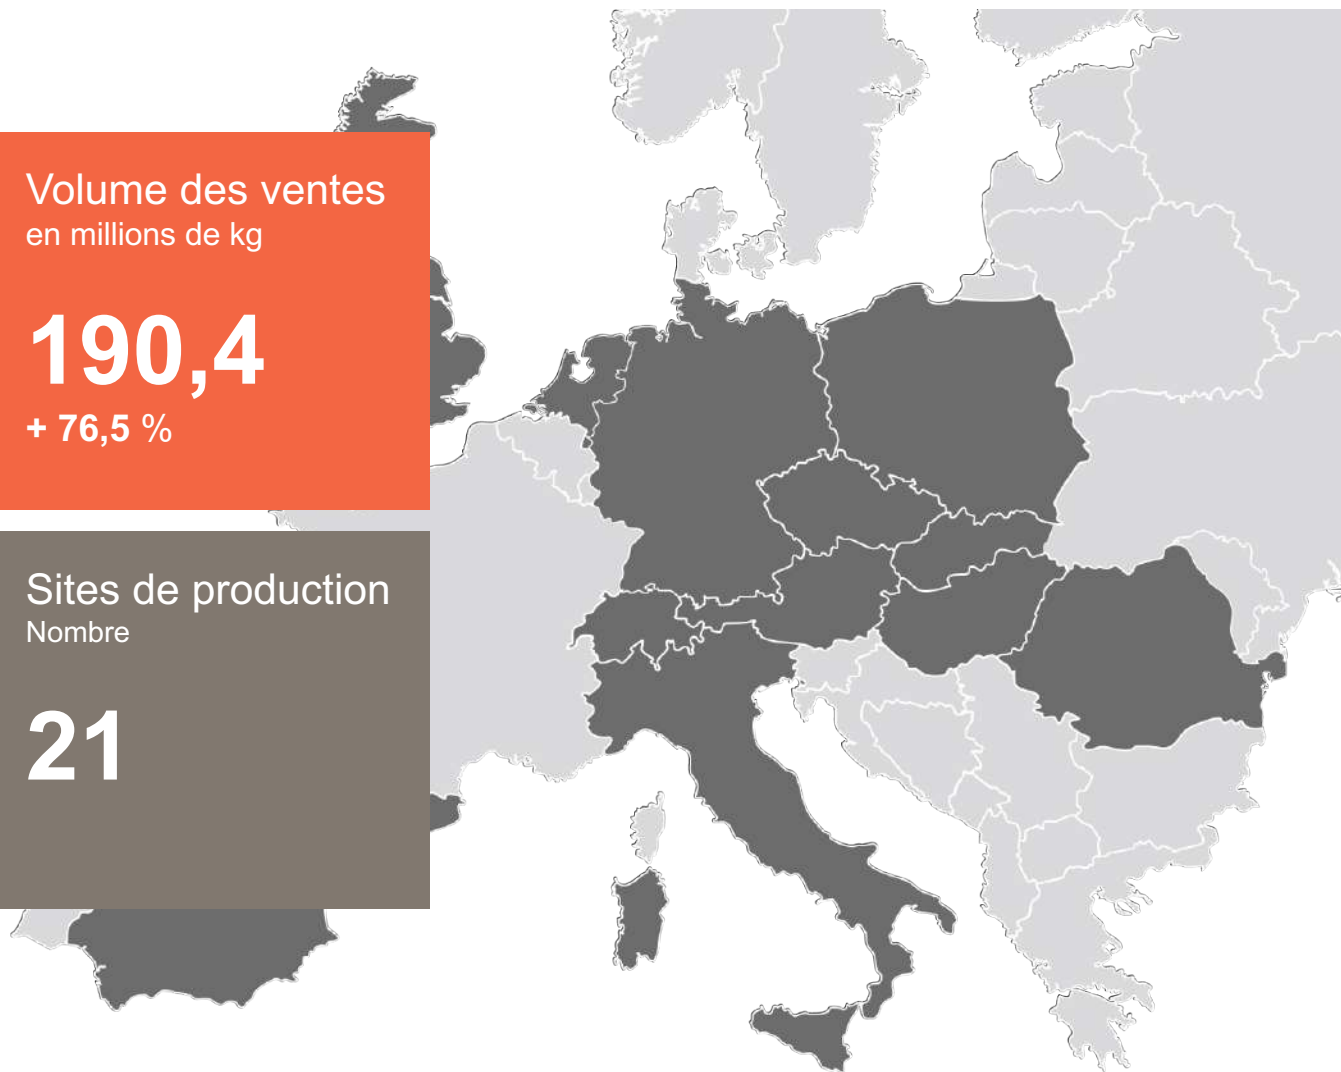 Volume des ventes
en millions de kg
190,4
+ 76,5 %
Sites de production
Nombre
21